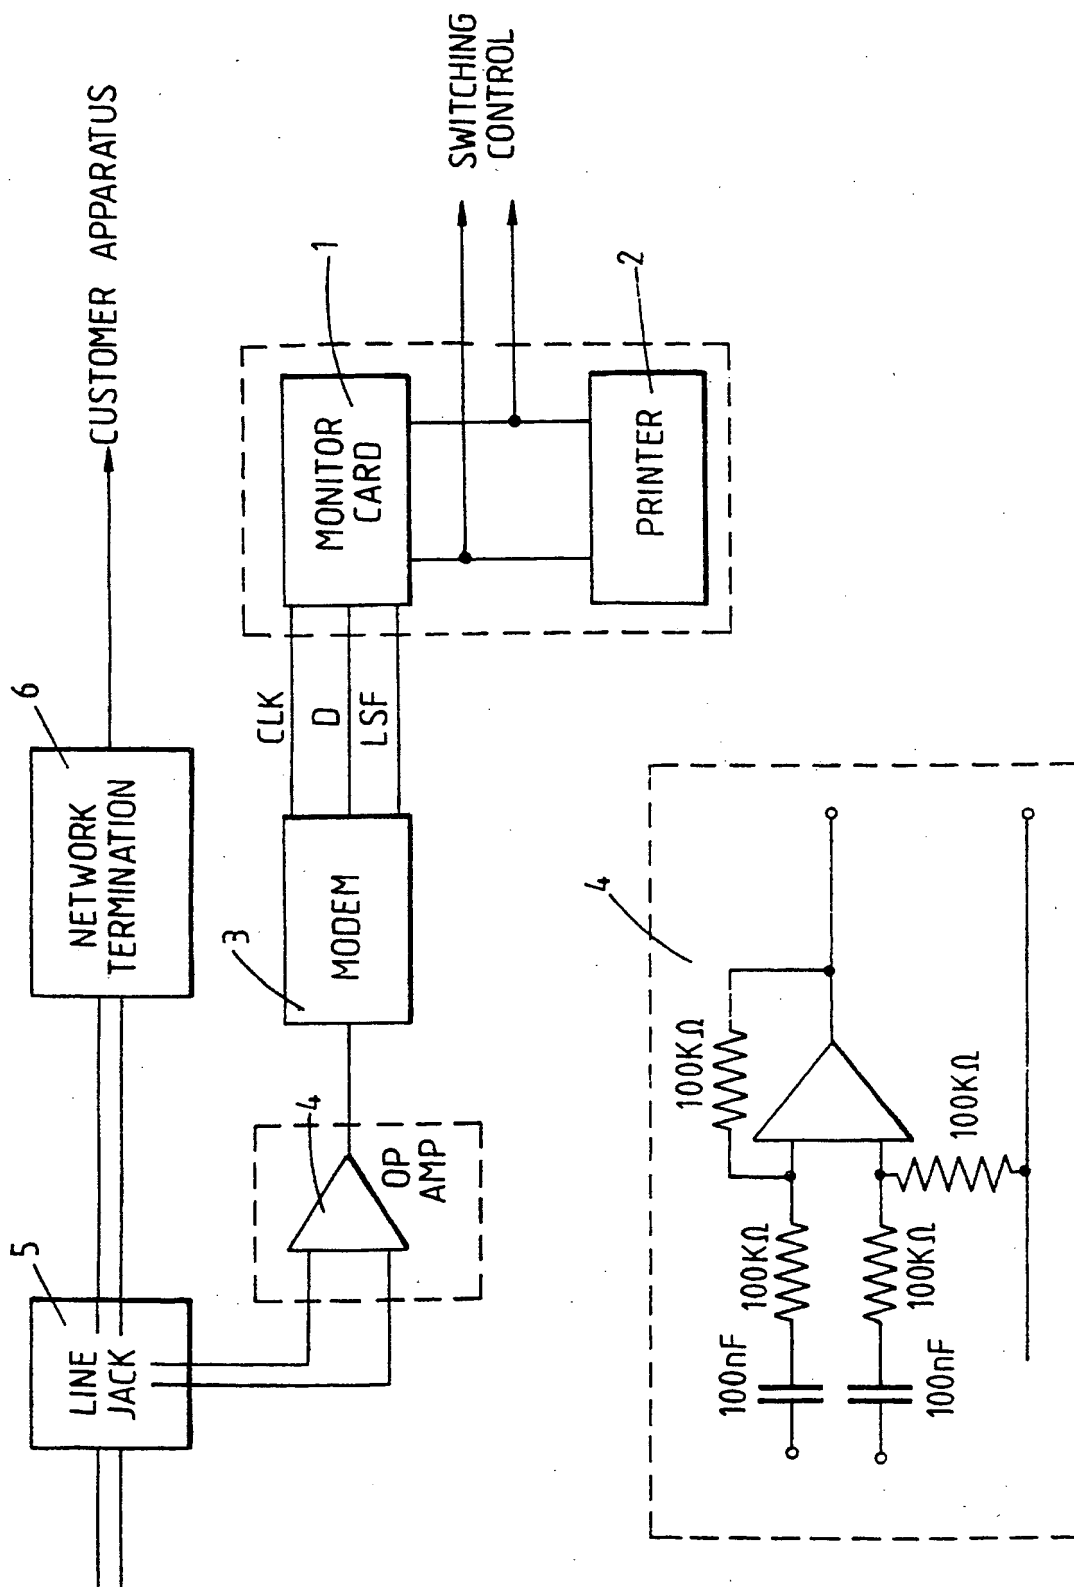 5
LINE
JACK
6
NETWORK
TERMINATION
CUSTOMER APPARATUS
4
OP
AMP
3
MODEM
CLK
D
LSF
1
MONITOR
CARD
2
PRINTER
SWITCHING
CONTROL
4
100KΩ
100nF
100KΩ
100KΩ
100nF
100KΩ